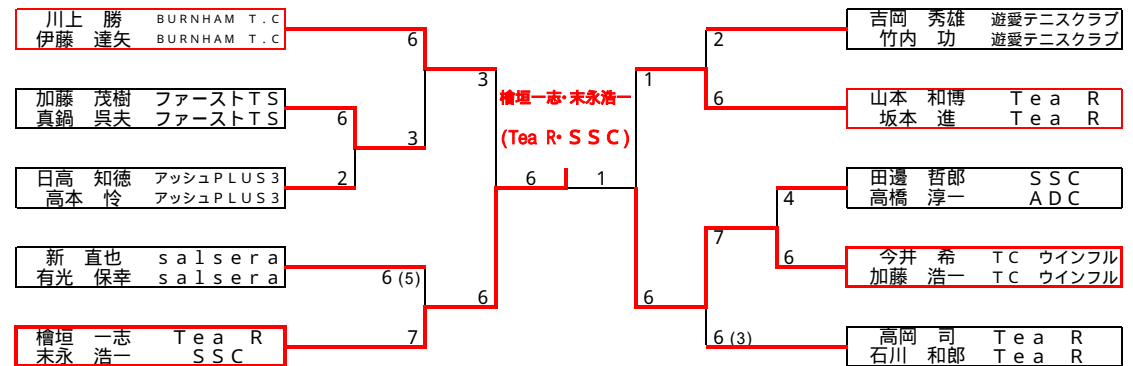 川上 勝 BURNHAM T.C
伊藤 達矢 BURNHAM T.C
6
加藤 茂樹 ファーストTS
真鍋 呉夫 ファーストTS
6
3
3
日高 知徳 アッシュPLUS3
高本 怜 アッシュPLUS3
2
新 直也 salsera
有光 保幸 salsera
6 (5)
6
檜垣 一志 Tea R
末永 浩一 SSC
7
檜垣一志・末永浩一
(Tea R・SSC)
6 1
吉岡 秀雄 遊愛テニスクラブ
竹内 功 遊愛テニスクラブ
2
1
山本 和博 Tea R
坂本 進 Tea R
6
田邊 哲郎 SSC
高橋 淳一 ADC
4
7
今井 希 TC ウインフル
加藤 浩一 TC ウインフル
6
6
高岡 司 Tea R
石川 和郎 Tea R
6 (3)